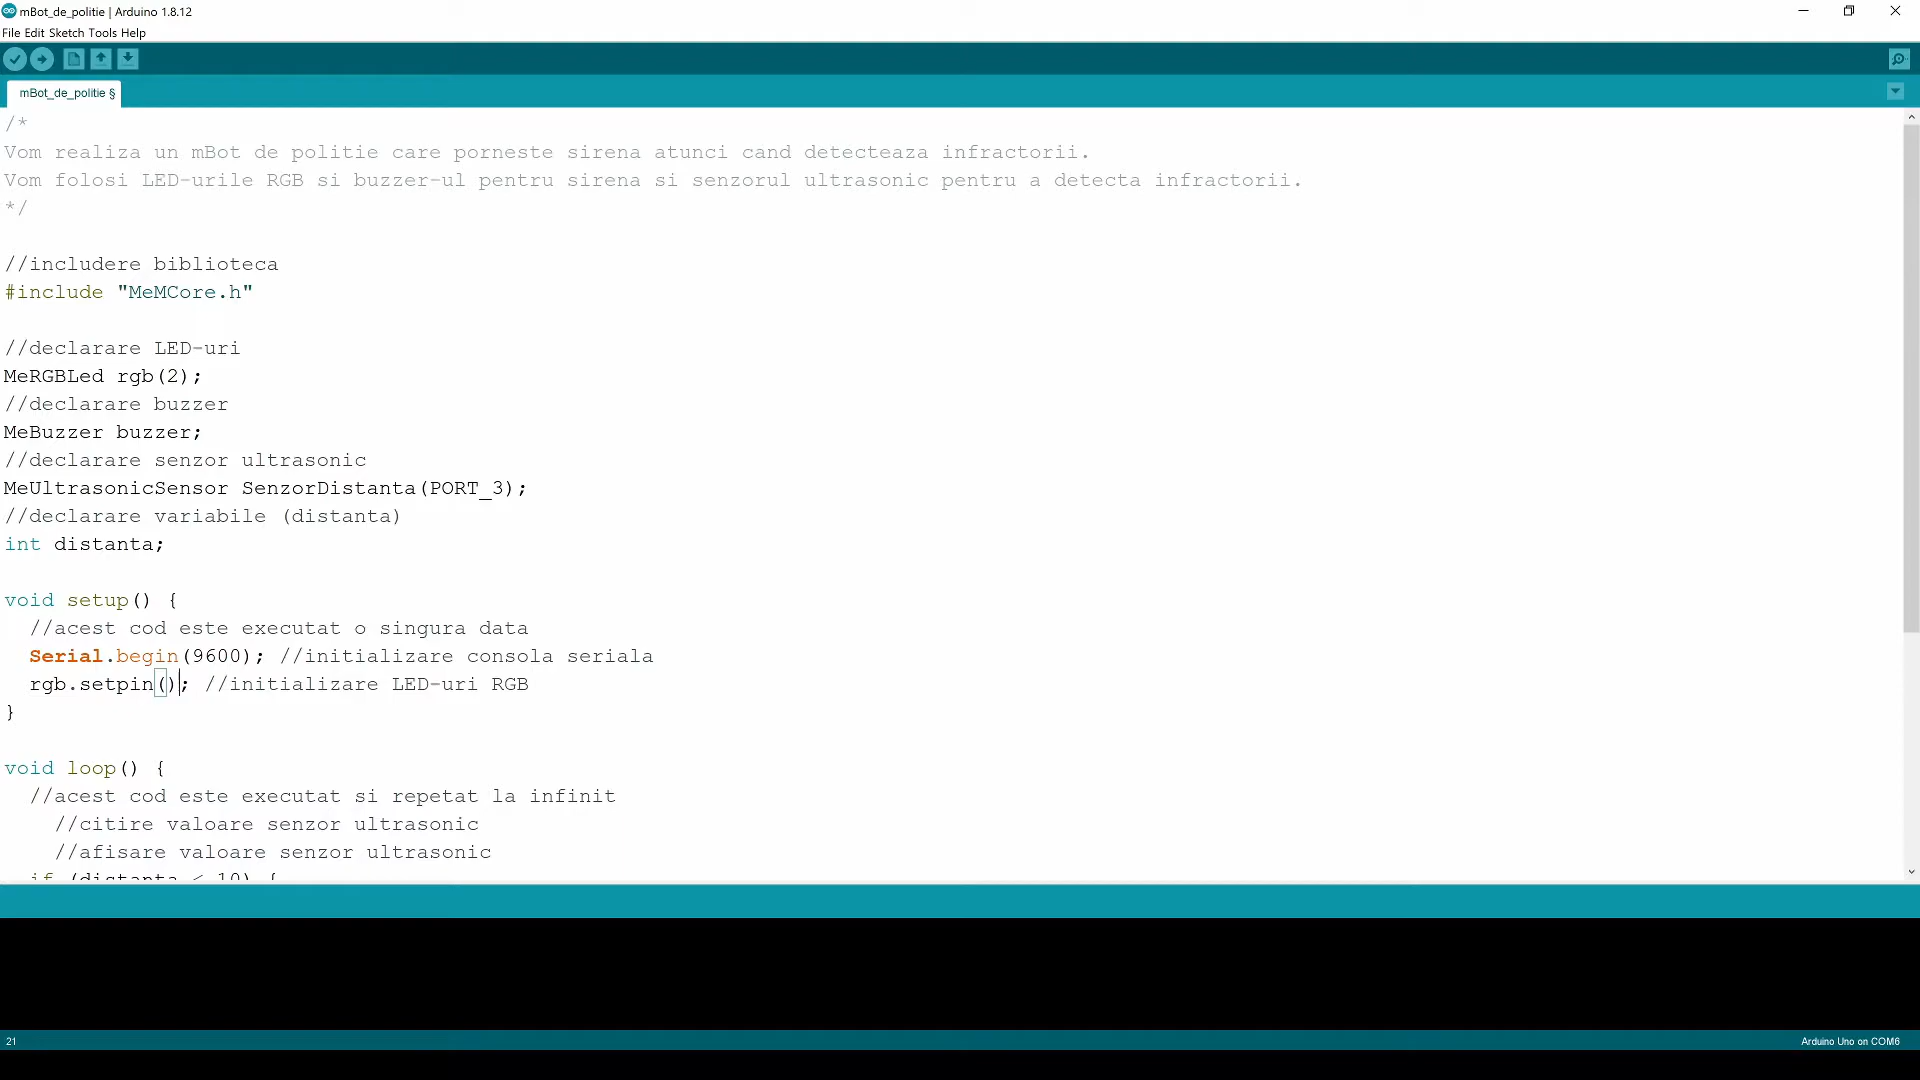 mBot_de_politie | Arduino 1.8.12
File Edit Sketch Tools Help
mBot_de_politie §
/*
Vom realiza un mBot de politie care porneste sirena atunci cand detecteaza infractorii.
Vom folosi LED-urile RGB si buzzer-ul pentru sirena si senzorul ultrasonic pentru a detecta infractorii.
*/
//includere biblioteca
#include "MeMCore.h"
//declarare LED-uri
MeRGBLed rgb(2);
//declarare buzzer
MeBuzzer buzzer;
//declarare senzor ultrasonic
MeUltrasonicSensor SenzorDistanta(PORT_3);
//declarare variabile (distanta)
int distanta;
void setup() {
//acest cod este executat o singura data
Serial.begin(9600); //initializare consola seriala
rgb.setpin(); //initializare LED-uri RGB
}
void loop() {
//acest cod este executat si repetat la infinit
//citire valoare senzor ultrasonic
//afisare valoare senzor ultrasonic
if (distanta < 10) {
21
Arduino Uno on COM6